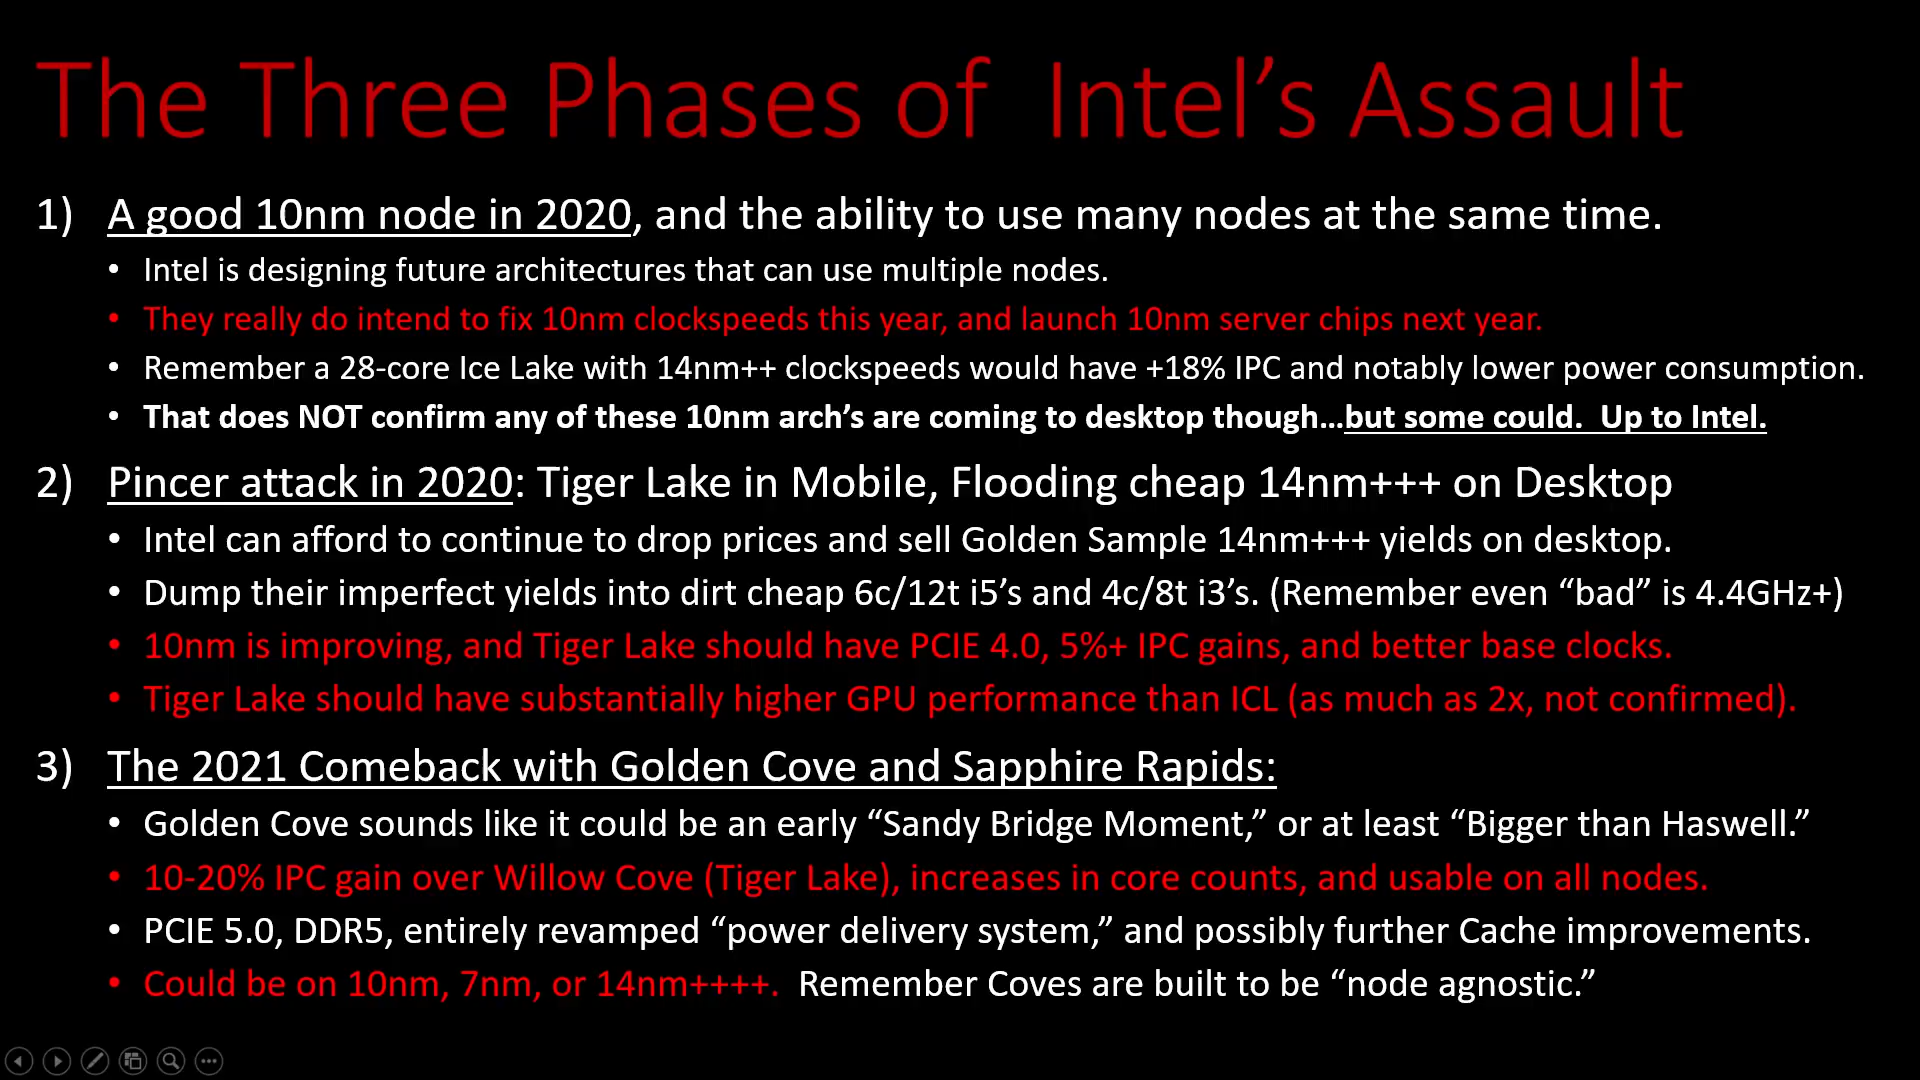 The Three Phases of  Intel’s Assault
1) A good 10nm node in 2020, and the ability to use many nodes at the same time.
• Intel is designing future architectures that can use multiple nodes.
• They really do intend to fix 10nm clockspeeds this year, and launch 10nm server chips next year.
• Remember a 28-core Ice Lake with 14nm++ clockspeeds would have +18% IPC and notably lower power consumption.
• That does NOT confirm any of these 10nm arch’s are coming to desktop though…but some could.  Up to Intel.
2) Pincer attack in 2020: Tiger Lake in Mobile, Flooding cheap 14nm+++ on Desktop
• Intel can afford to continue to drop prices and sell Golden Sample 14nm+++ yields on desktop.
• Dump their imperfect yields into dirt cheap 6c/12t i5’s and 4c/8t i3’s. (Remember even “bad” is 4.4GHz+)
• 10nm is improving, and Tiger Lake should have PCIE 4.0, 5%+ IPC gains, and better base clocks.
• Tiger Lake should have substantially higher GPU performance than ICL (as much as 2x, not confirmed).
3) The 2021 Comeback with Golden Cove and Sapphire Rapids:
• Golden Cove sounds like it could be an early “Sandy Bridge Moment,” or at least “Bigger than Haswell.”
• 10-20% IPC gain over Willow Cove (Tiger Lake), increases in core counts, and usable on all nodes.
• PCIE 5.0, DDR5, entirely revamped “power delivery system,” and possibly further Cache improvements.
• Could be on 10nm, 7nm, or 14nm++++.  Remember Coves are built to be “node agnostic.”